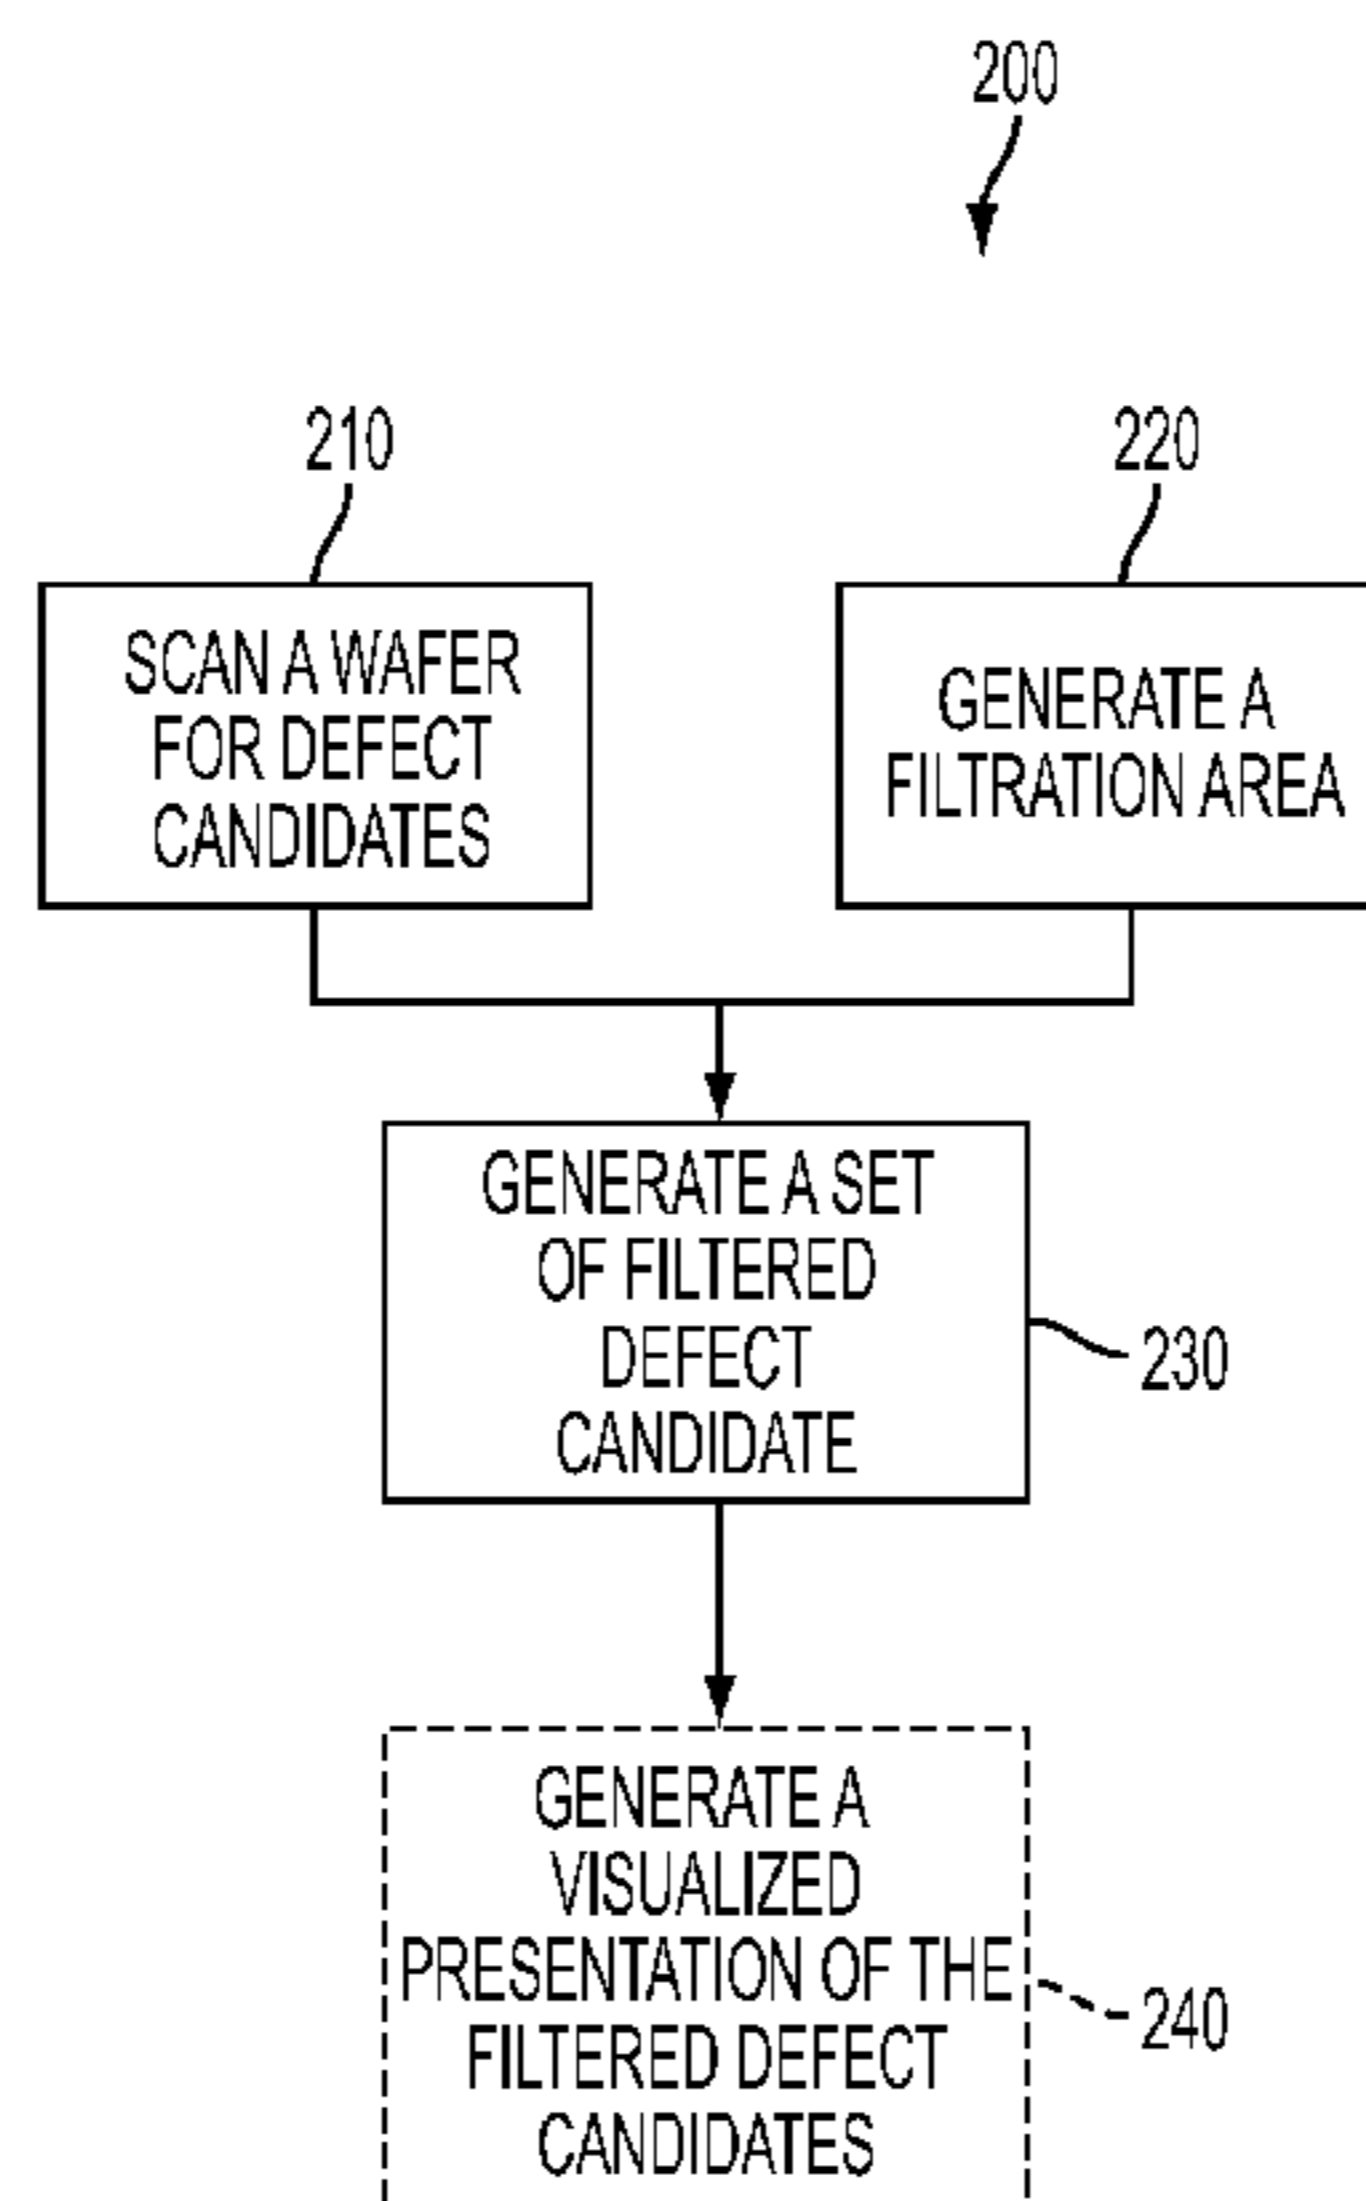 200
210
220
SCAN A WAFER
FOR DEFECT
CANDIDATES
GENERATE A
FILTRATION AREA
GENERATE A SET
OF FILTERED
DEFECT
CANDIDATE
230
GENERATE A
VISUALIZED
PRESENTATION OF THE
FILTERED DEFECT
CANDIDATES
240